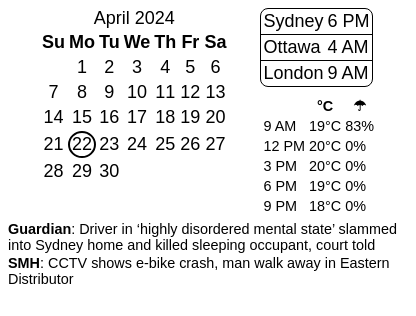 April 2024
Su Mo Tu We Th Fr Sa
1 2 3 4 5 6
7 8 9 10 11 12 13
14 15 16 17 18 19 20
21 22 23 24 25 26 27
28 29 30
Sydney 6 PM
Ottawa 4 AM
London 9 AM
°C ☂
9 AM 19°C 83%
12 PM 20°C 0%
3 PM 20°C 0%
6 PM 19°C 0%
9 PM 18°C 0%
Guardian: Driver in ‘highly disordered mental state’ slammed
into Sydney home and killed sleeping occupant, court told
SMH: CCTV shows e-bike crash, man walk away in Eastern
Distributor